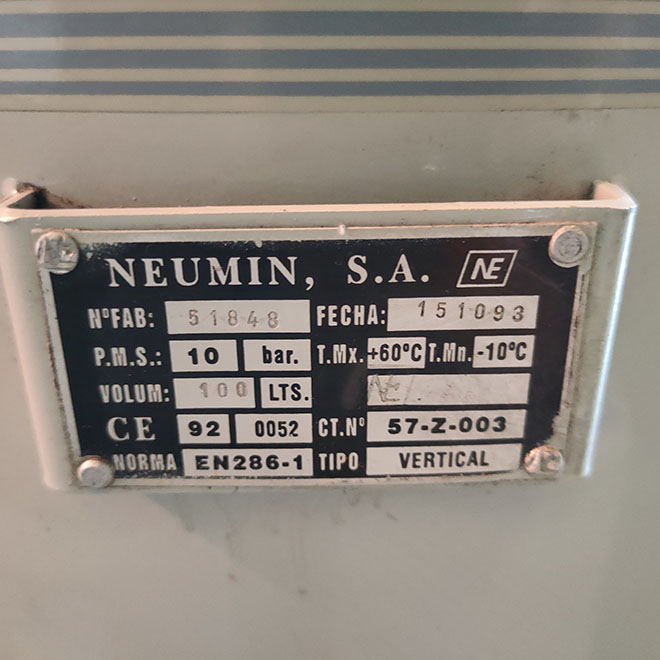 NEUMIN, S.A. NE
NºFAB: 51848 FECHA: 151093
P.M.S.: 10 bar. T.Mx. +60ºC T.Mn. -10ºC
VOLUM: 100 LTS. NE
CE 92 0052 CT.Nº 57-Z-003
NORMA EN286-1 TIPO VERTICAL